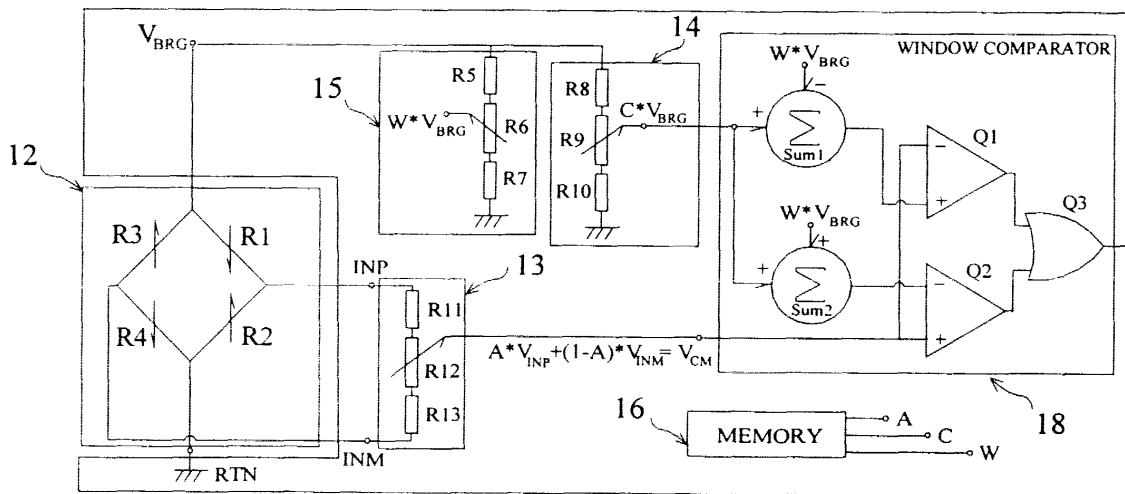 14
V_BRG
WINDOW COMPARATOR
W*V_BRG
−
R5
R8
15
+
C*V_BRG
Σ
Sum1
Q1
−
+
W*V_BRG
R6
R9
R7
R10
12
Q3
W*V_BRG
+
R3
R1
INP
13
+
Σ
Sum2
Q2
−
+
R11
R4
R2
A*V_INP+(1-A)*V_INM=V_CM
R12
R13
16
MEMORY
A
C
W
18
INM
RTN